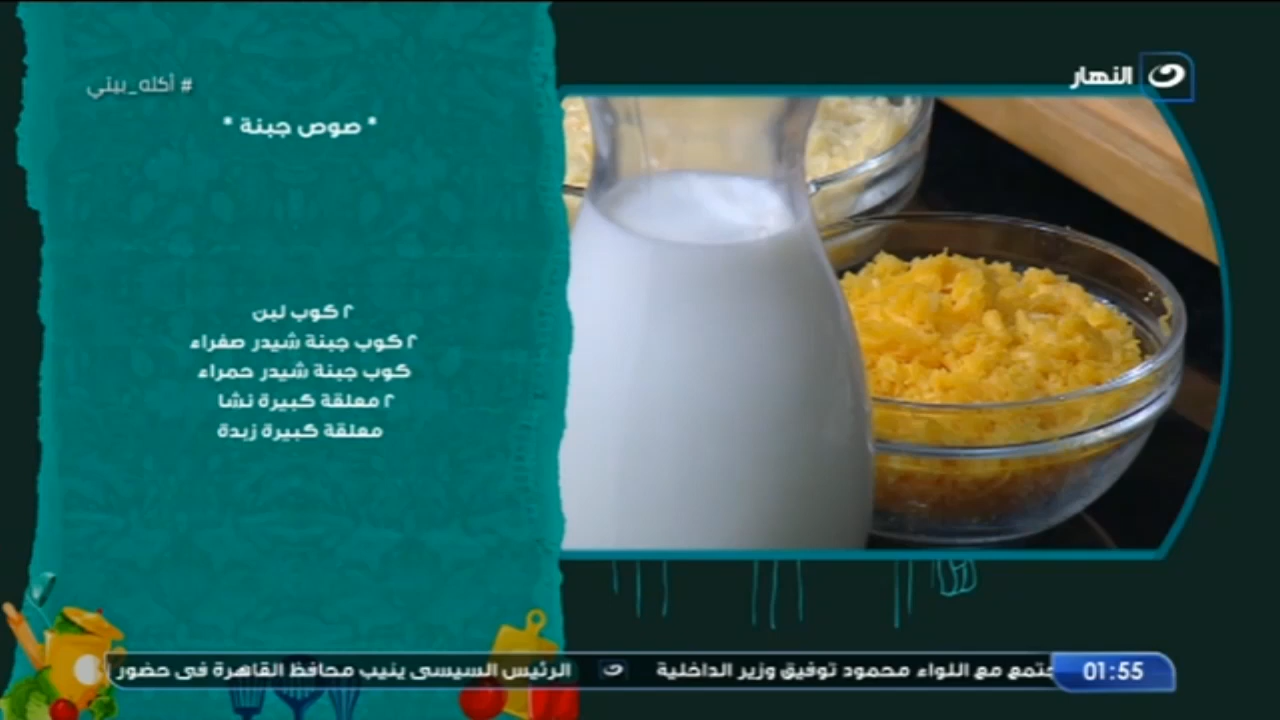 النهار
# أكله_بيتي
* صوص جبنة *
٢ كوب لبن
٢ كوب جبنة شيدر صفراء
كوب جبنة شيدر حمراء
٢ معلقة كبيرة نشا
معلقة كبيرة زبدة
01:55
جتمع مع اللواء محمود توفيق وزير الداخلية
الرئيس السيسى ينيب محافظ القاهرة فى حضور